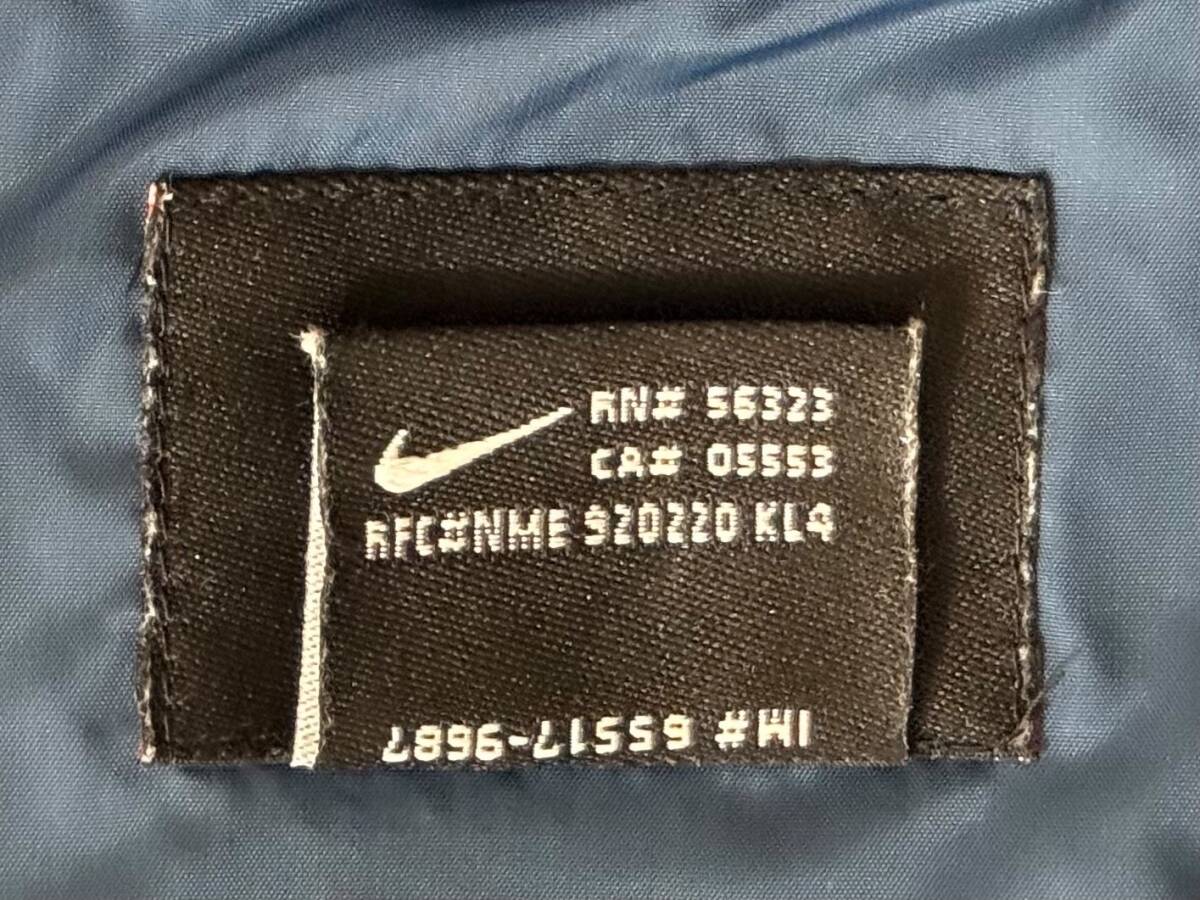 RN# 56323
CA# 05553
RFC#NME 920220 KL4
IM# 65517-9687